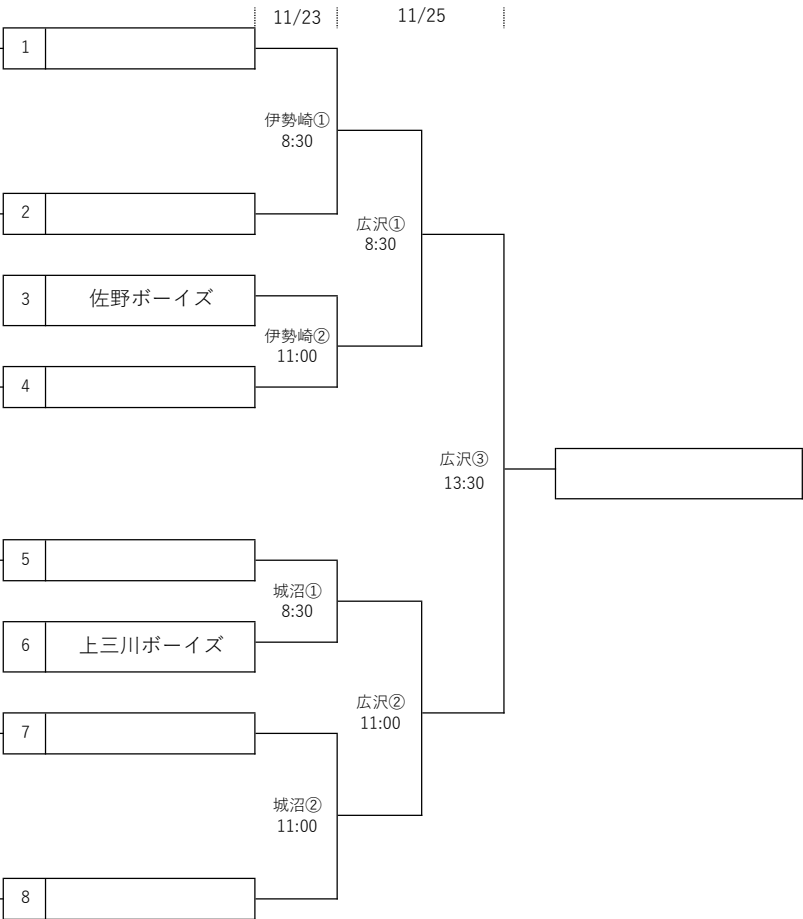 11/23
11/25
1
伊勢崎①
8:30
2
広沢①
8:30
3
佐野ボーイズ
伊勢崎②
11:00
4
広沢③
13:30
5
城沼①
8:30
6
上三川ボーイズ
広沢②
11:00
7
城沼②
11:00
8